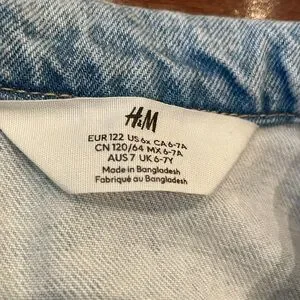 H&M
EUR 122 US 6x CA 6-7A
CN 120/64 MX 6-7A
AUS 7 UK 6-7Y
Made in Bangladesh
Fabriqué au Bangladesh